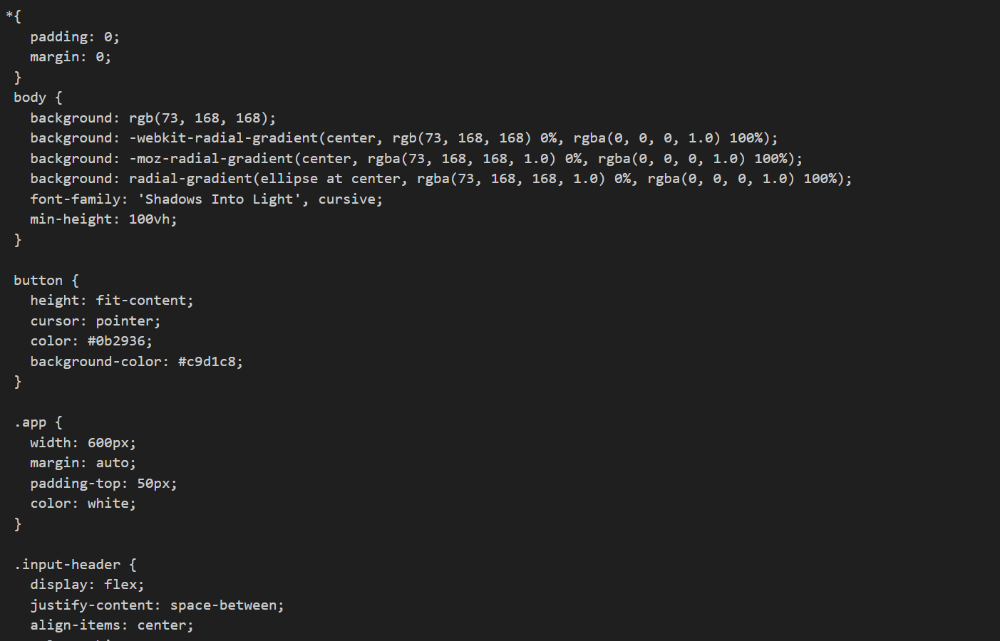 *{
padding: 0;
margin: 0;
}
body {
background: rgb(73, 168, 168);
background: -webkit-radial-gradient(center, rgb(73, 168, 168) 0%, rgba(0, 0, 0, 1.0) 100%);
background: -moz-radial-gradient(center, rgba(73, 168, 168, 1.0) 0%, rgba(0, 0, 0, 1.0) 100%);
background: radial-gradient(ellipse at center, rgba(73, 168, 168, 1.0) 0%, rgba(0, 0, 0, 1.0) 100%);
font-family: 'Shadows Into Light', cursive;
min-height: 100vh;
}
button {
height: fit-content;
cursor: pointer;
color: #0b2936;
background-color: #c9d1c8;
}
.app {
width: 600px;
margin: auto;
padding-top: 50px;
color: white;
}
.input-header {
display: flex;
justify-content: space-between;
align-items: center;